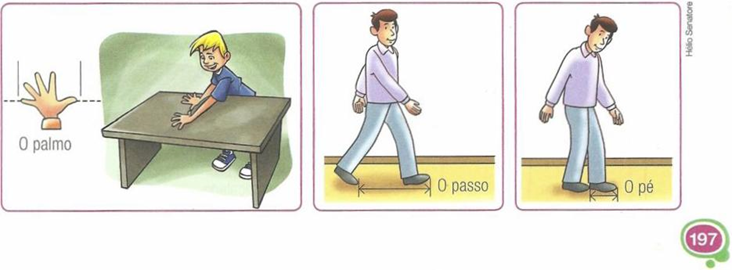 O palmo
O passo
O pé
Hélio Senatore
197